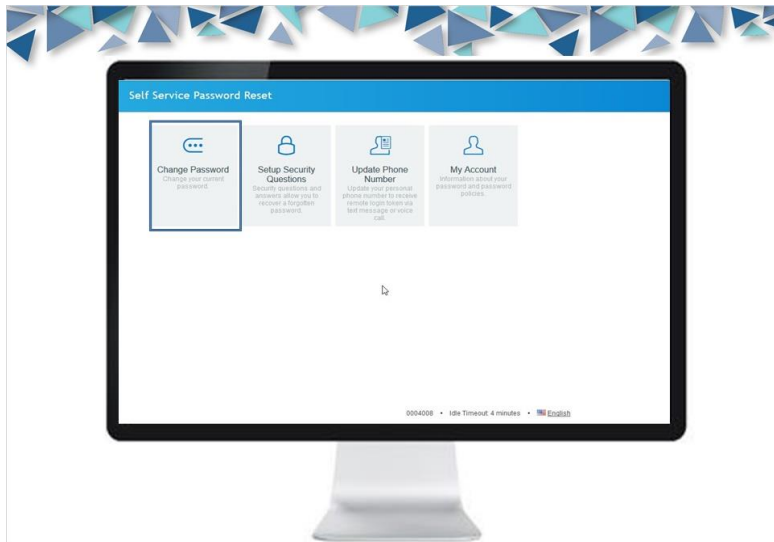 Self Service Password Reset
Change Password
Change your current
password.
Setup Security
Questions
Security questions and
answers allow you to
recover a forgotten
password.
Update Phone
Number
Update your personal
phone number to receive
remote login token via
text message or voice
call.
My Account
Information about your
password and password
policies.
0004008 • Idle Timeout: 4 minutes • English